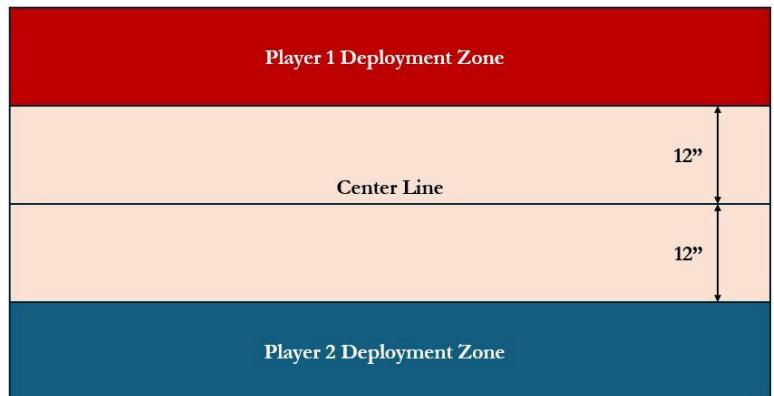 Player 1 Deployment Zone
12”
Center Line
12”
Player 2 Deployment Zone